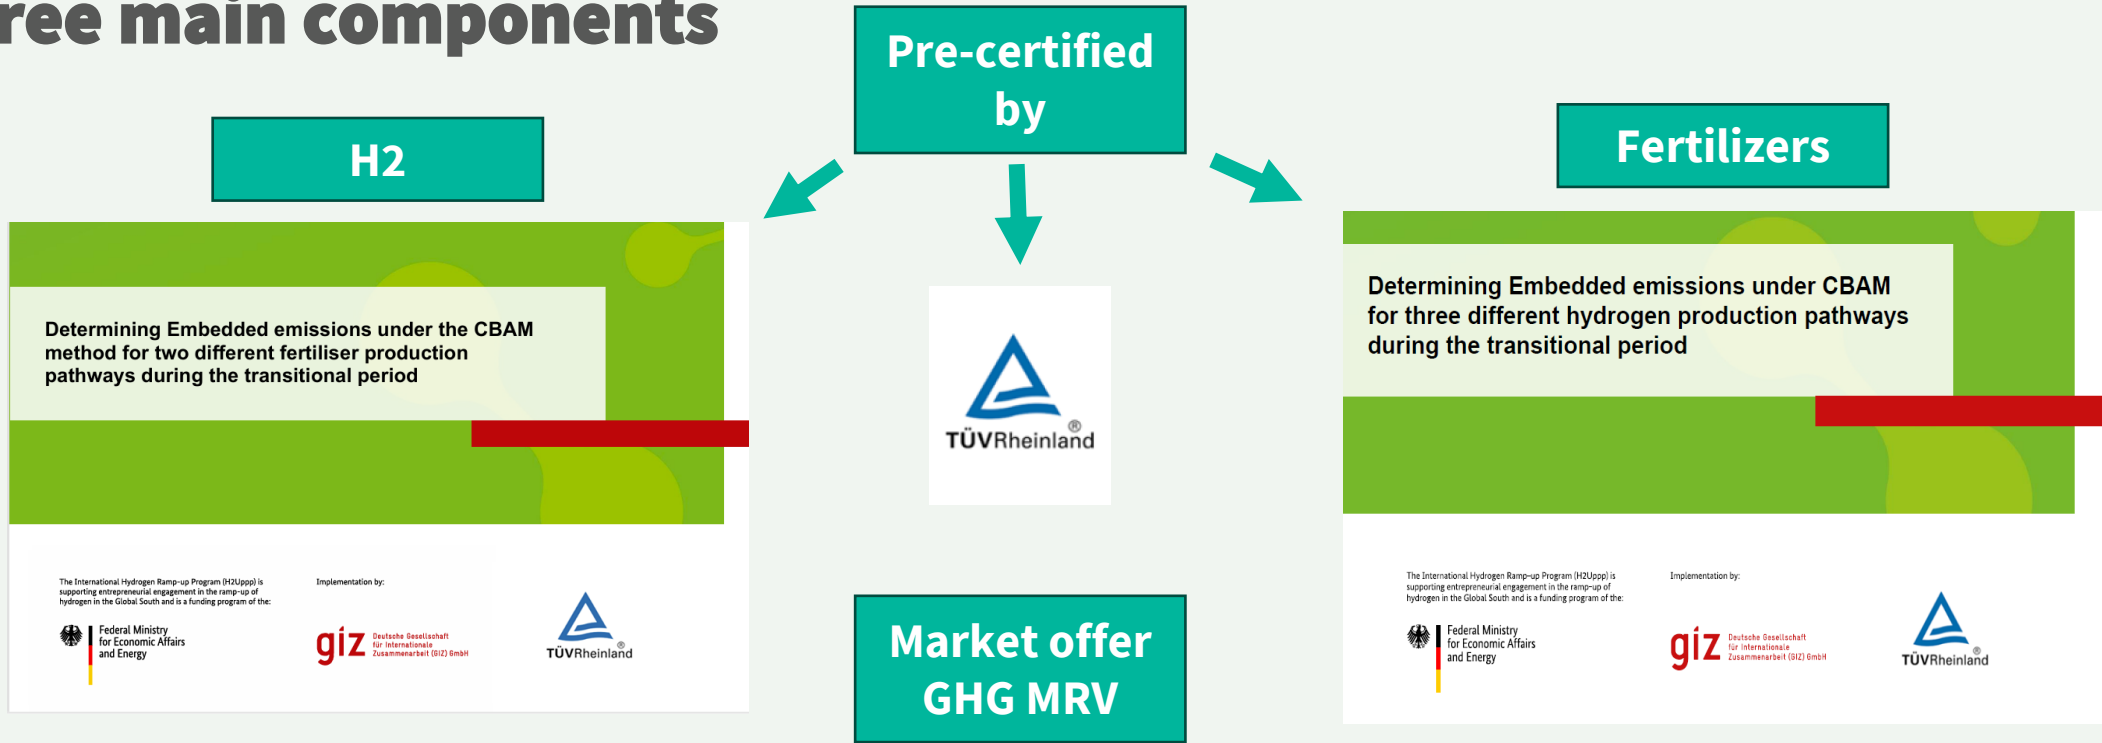 ree main components
Pre-certified
by
H2
Fertilizers
Determining Embedded emissions under the CBAM
method for two different fertiliser production
pathways during the transitional period
The International Hydrogen Ramp-up Program (H2Uppp) is
supporting entrepreneurial engagement in the ramp-up of
hydrogen in the Global South and is a funding program of the:
Implementation by:
Federal Ministry
for Economic Affairs
and Energy
giz
Deutsche Gesellschaft
für Internationale
Zusammenarbeit (GIZ) GmbH
TÜVRheinland®
TÜVRheinland®
Market offer
GHG MRV
Determining Embedded emissions under CBAM
for three different hydrogen production pathways
during the transitional period
The International Hydrogen Ramp-up Program (H2Uppp) is
supporting entrepreneurial engagement in the ramp-up of
hydrogen in the Global South and is a funding program of the:
Implementation by:
Federal Ministry
for Economic Affairs
and Energy
giz
Deutsche Gesellschaft
für Internationale
Zusammenarbeit (GIZ) GmbH
TÜVRheinland®